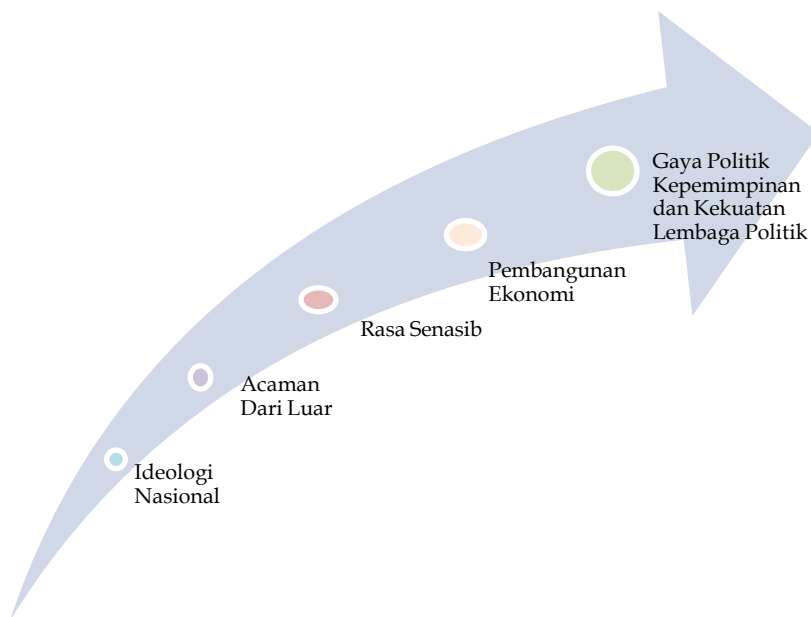 Gaya Politik
Kepemimpinan
dan Kekuatan
Lembaga Politik
Pembangunan
Ekonomi
Rasa Senasib
Acaman
Dari Luar
Ideologi
Nasional